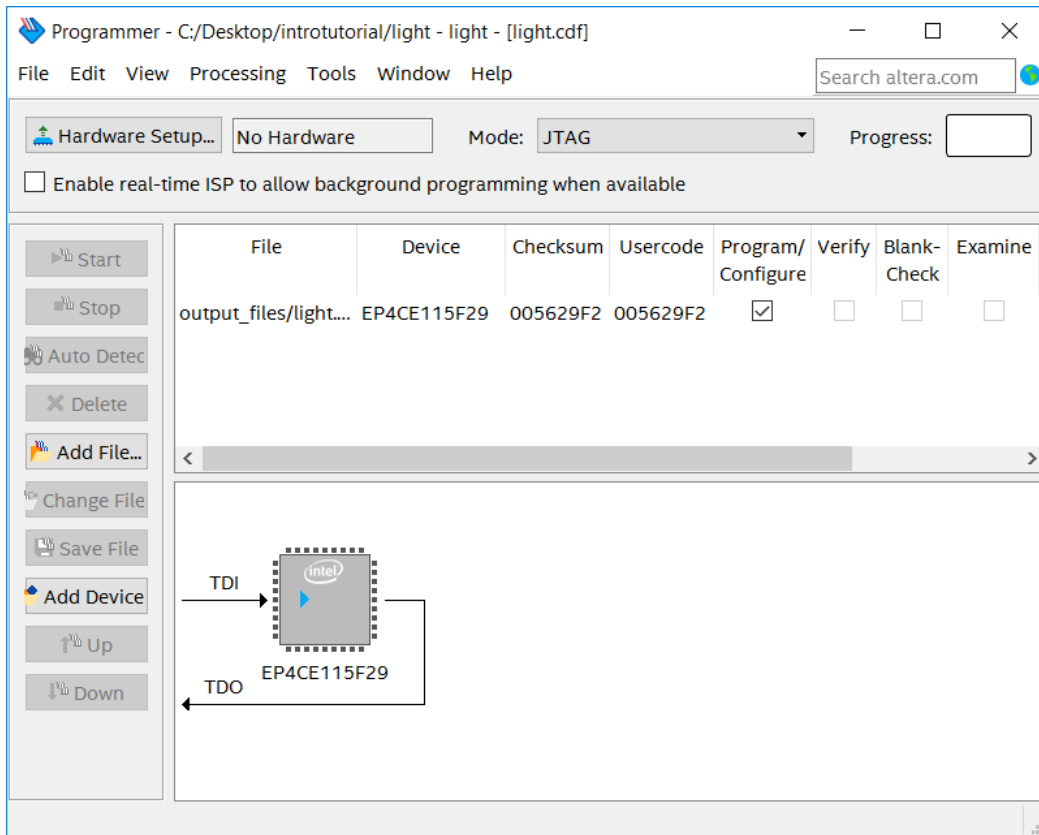 Programmer - C:/Desktop/introtutorial/light - light - [light.cdf]
File Edit View Processing Tools Window Help
Search altera.com
Hardware Setup... No Hardware Mode: JTAG Progress:
Enable real-time ISP to allow background programming when available
File Device Checksum Usercode Program/ Verify Blank- Examine
Configure Check
output_files/light.... EP4CE115F29 005629F2 005629F2
Start
Stop
Auto Detec
Delete
Add File...
Change File
Save File
Add Device
Up
Down
intel
TDI
EP4CE115F29
TDO